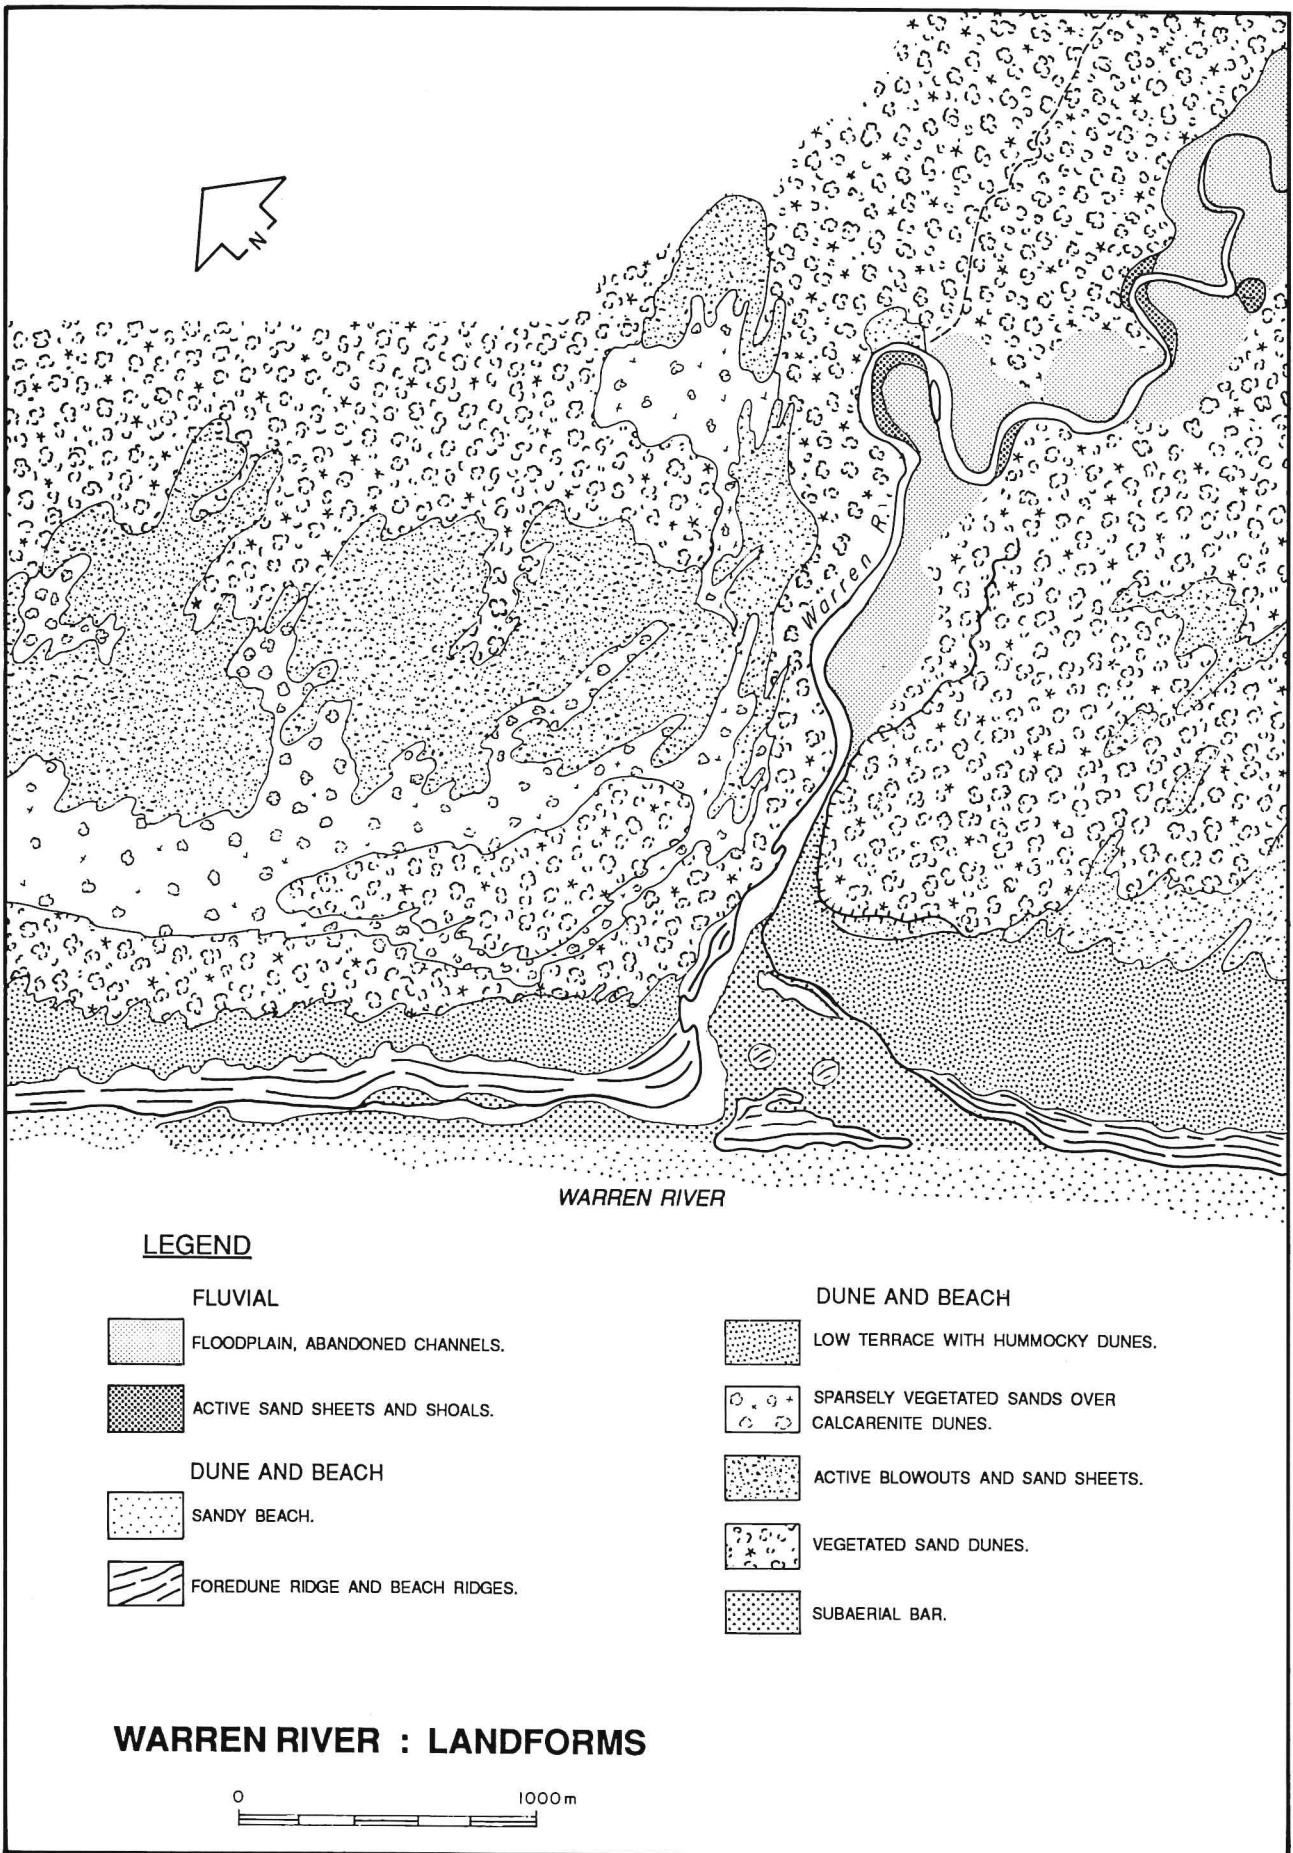 N
Warren Ri
WARREN RIVER
LEGEND
FLUVIAL
FLOODPLAIN, ABANDONED CHANNELS.
ACTIVE SAND SHEETS AND SHOALS.
DUNE AND BEACH
SANDY BEACH.
FOREDUNE RIDGE AND BEACH RIDGES.
DUNE AND BEACH
LOW TERRACE WITH HUMMOCKY DUNES.
SPARSELY VEGETATED SANDS OVER
CALCARENITE DUNES.
ACTIVE BLOWOUTS AND SAND SHEETS.
VEGETATED SAND DUNES.
SUBAERIAL BAR.
WARREN RIVER : LANDFORMS
0 1000m